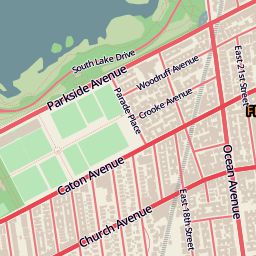 South Lake Drive
Parkside Avenue
Woodruff Avenue
East 21st Street
Crooke Avenue
Parade Place
Caton Avenue
Ocean Avenue
Church Avenue
East 18th Street